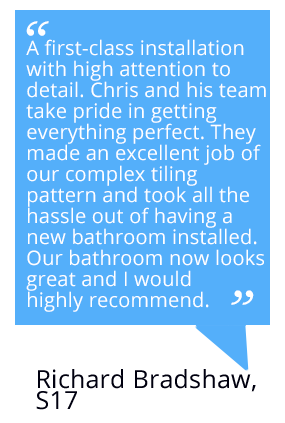 “
A first-class installation
with high attention to
detail. Chris and his team
take pride in getting
everything perfect. They
made an excellent job of
our complex tiling
pattern and took all the
hassle out of having a
new bathroom installed.
Our bathroom now looks
great and I would
highly recommend. ”
Richard Bradshaw,
S17